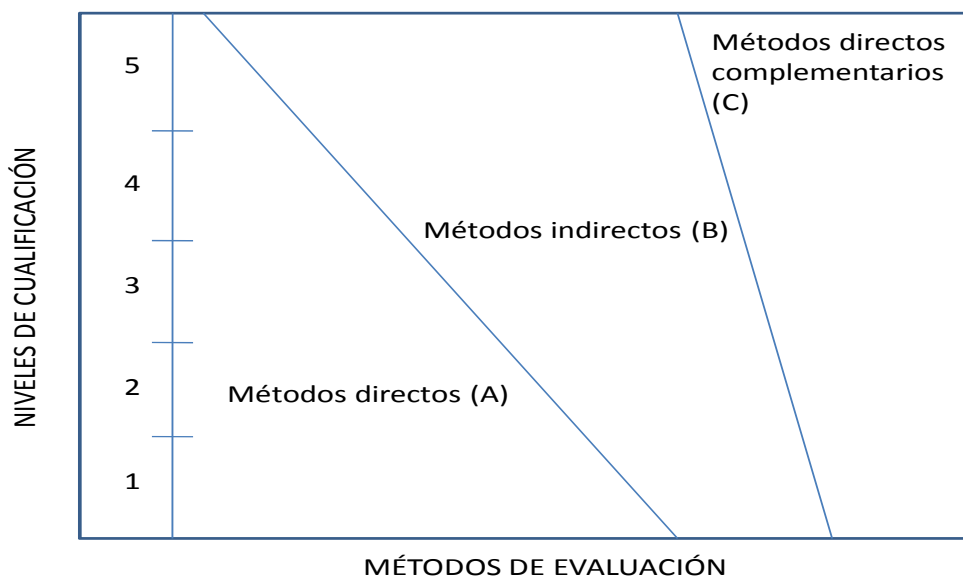 NIVELES DE CUALIFICACIÓN
5
4
3
2
1
Métodos directos
complementarios
(C)
Métodos indirectos (B)
Métodos directos (A)
MÉTODOS DE EVALUACIÓN